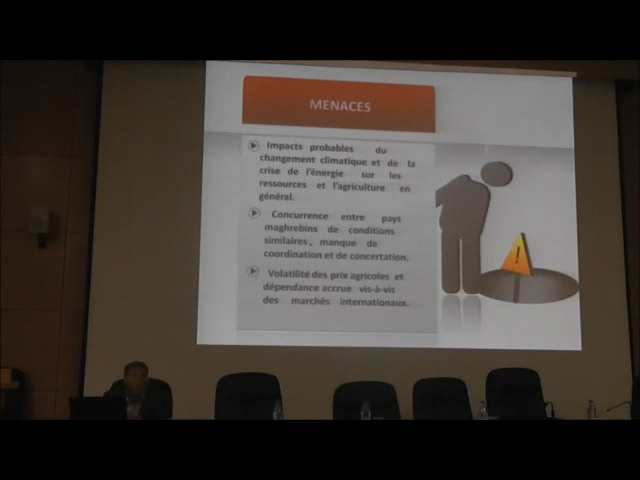 MENACES
Impacts probables du
changement climatique et de la
crise de l'énergie sur les
ressources et l'agriculture en
général.
Concurrence entre pays
maghrebins de conditions
similaires, manque de
coordination et de concertation.
Volatilité des prix agricoles et
dépendance accrue vis-à-vis
des marchés internationaux.
!